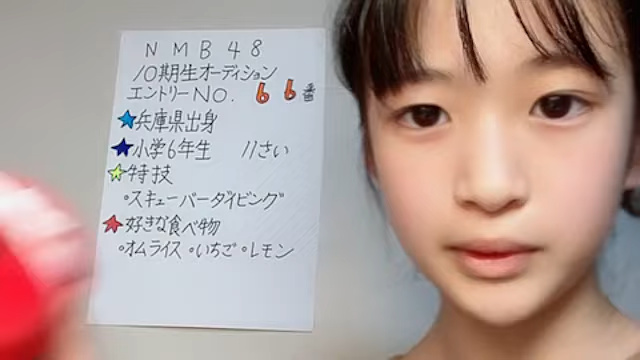 NMB48
10期生オーディション
エントリーNO. 66番
★兵庫県出身
★小学6年生 11さい
★特技
。スキューバーダイビング
★好きな食べ物
。オムライス 。いちご 。レモン